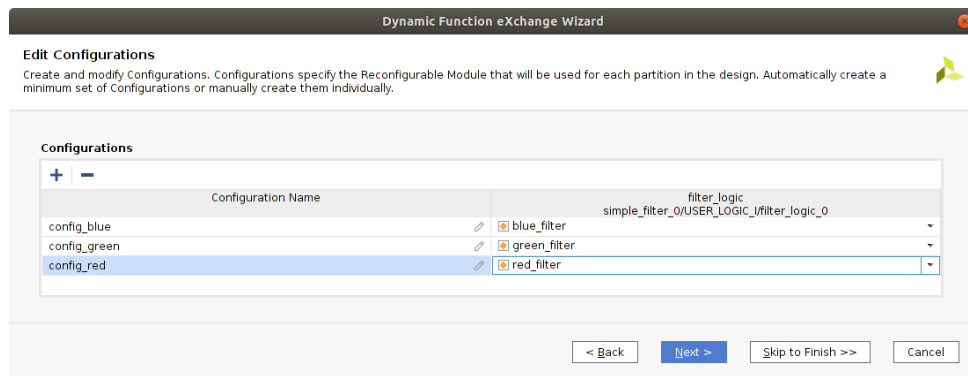 Dynamic Function eXchange Wizard
Edit Configurations
Create and modify Configurations. Configurations specify the Reconfigurable Module that will be used for each partition in the design. Automatically create a
minimum set of Configurations or manually create them individually.
Configurations
Configuration Name
filter_logic
simple_filter_0/USER_LOGIC_I/filter_logic_0
config_blue blue_filter
config_green green_filter
config_red red_filter
< Back Next > Skip to Finish >> Cancel